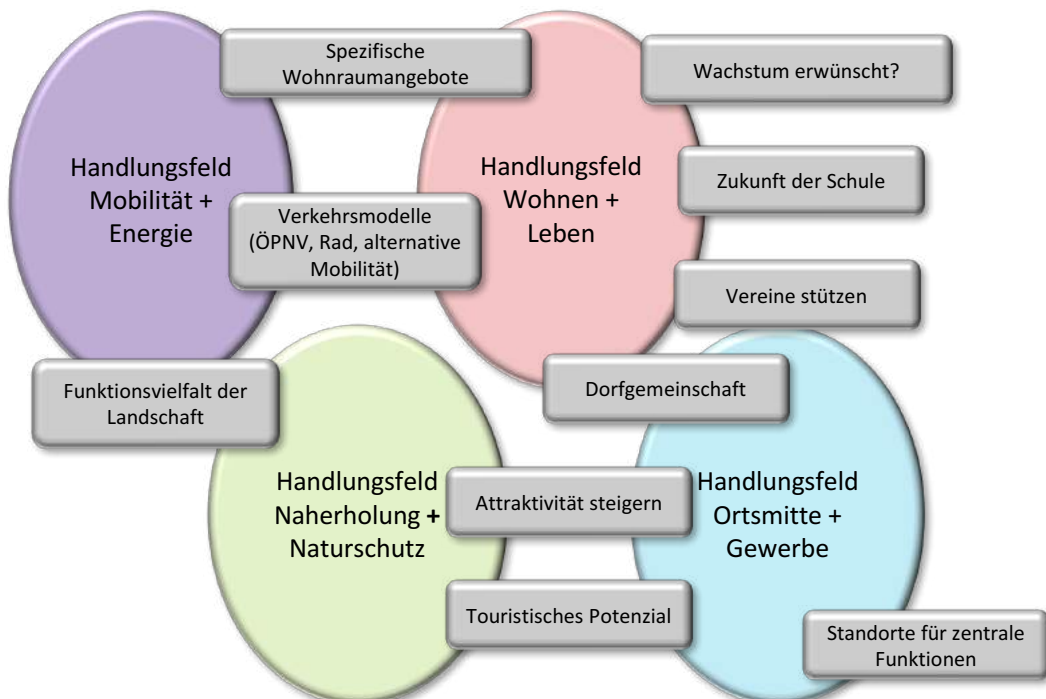 Spezifische
Wohnraumangebote
Wachstum erwünscht?
Handlungsfeld
Mobilität +
Energie
Handlungsfeld
Wohnen +
Leben
Zukunft der Schule
Verkehrsmodelle
(ÖPNV, Rad, alternative
Mobilität)
Vereine stützen
Funktionsvielfalt der
Landschaft
Dorfgemeinschaft
Handlungsfeld
Naherholung +
Naturschutz
Attraktivität steigern
Handlungsfeld
Ortsmitte +
Gewerbe
Touristisches Potenzial
Standorte für zentrale
Funktionen